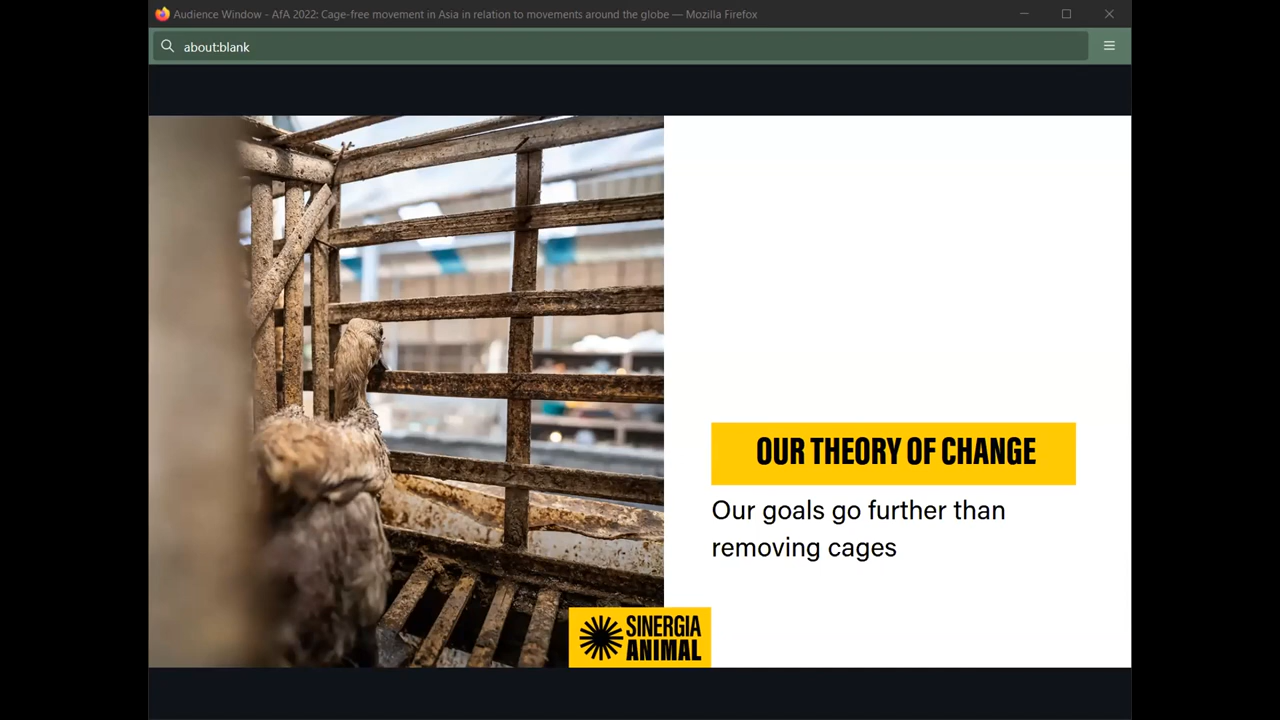 Audience Window - AfA 2022: Cage-free movement in Asia in relation to movements around the globe — Mozilla Firefox
about:blank
OUR THEORY OF CHANGE
Our goals go further than
removing cages
SINERGIA
ANIMAL